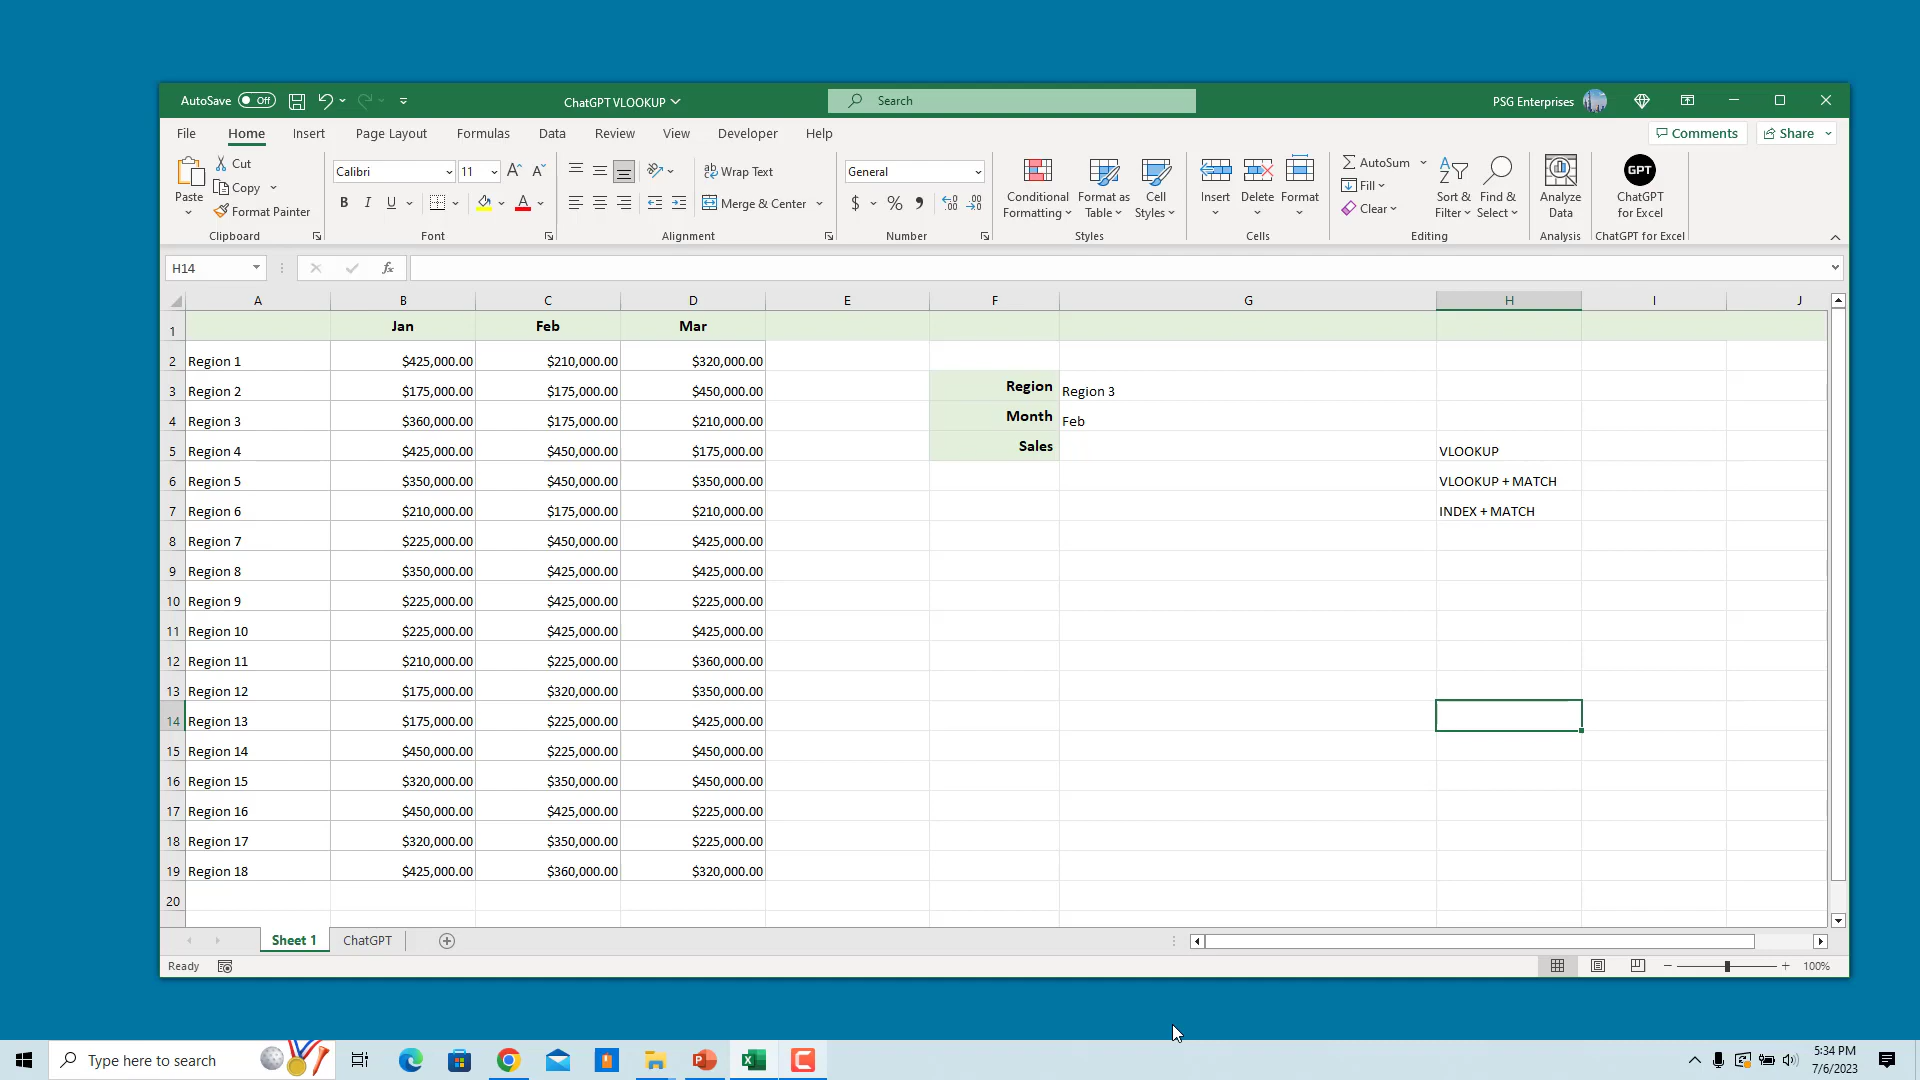 AutoSave Off ChatGPT VLOOKUP Search PSG Enterprises
File Home Insert Page Layout Formulas Data Review View Developer Help Comments Share
Paste Cut Copy Format Painter Clipboard
Calibri 11 B I U A Font
ab Wrap Text Merge & Center Alignment
General $ % , Number
Conditional Formatting Format as Table Cell Styles Styles
Insert Delete Format Cells
AutoSum Fill Clear Sort & Filter Find & Select Editing
Analyze Data Analysis
GPT ChatGPT for Excel ChatGPT for Excel
H14 fx
A B C D E F G H I J
1 Jan Feb Mar
2 Region 1 $425,000.00 $210,000.00 $320,000.00
3 Region 2 $175,000.00 $175,000.00 $450,000.00 Region Region 3
4 Region 3 $360,000.00 $175,000.00 $210,000.00 Month Feb
5 Region 4 $425,000.00 $450,000.00 $175,000.00 Sales VLOOKUP
6 Region 5 $350,000.00 $450,000.00 $350,000.00 VLOOKUP + MATCH
7 Region 6 $210,000.00 $175,000.00 $210,000.00 INDEX + MATCH
8 Region 7 $225,000.00 $450,000.00 $425,000.00
9 Region 8 $350,000.00 $425,000.00 $425,000.00
10 Region 9 $225,000.00 $425,000.00 $225,000.00
11 Region 10 $225,000.00 $425,000.00 $425,000.00
12 Region 11 $210,000.00 $225,000.00 $360,000.00
13 Region 12 $175,000.00 $320,000.00 $350,000.00
14 Region 13 $175,000.00 $225,000.00 $425,000.00
15 Region 14 $450,000.00 $225,000.00 $450,000.00
16 Region 15 $320,000.00 $350,000.00 $450,000.00
17 Region 16 $450,000.00 $425,000.00 $225,000.00
18 Region 17 $320,000.00 $350,000.00 $225,000.00
19 Region 18 $425,000.00 $360,000.00 $320,000.00
20
Sheet 1 ChatGPT
Ready 100%
Type here to search 5:34 PM
7/6/2023